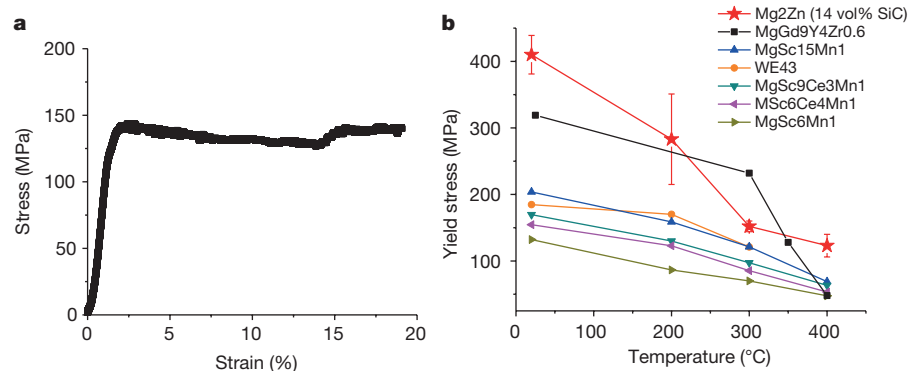 a
200
150
100
50
0
Stress (MPa)
0 5 10 15 20
Strain (%)
b
Mg2Zn (14 vol% SiC)
MgGd9Y4Zr0.6
MgSc15Mn1
WE43
MgSc9Ce3Mn1
MSc6Ce4Mn1
MgSc6Mn1
400
300
200
100
Yield stress (MPa)
0 100 200 300 400
Temperature (°C)